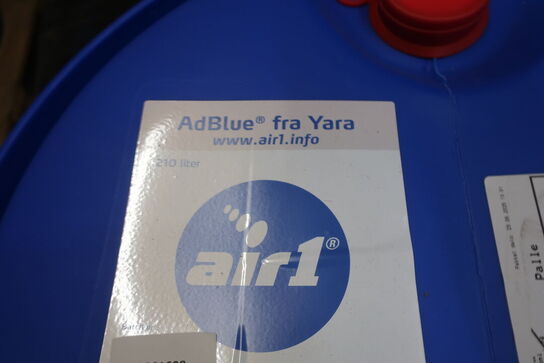 AdBlue® fra Yara
www.air1.info
210 liter
air1®
Palle